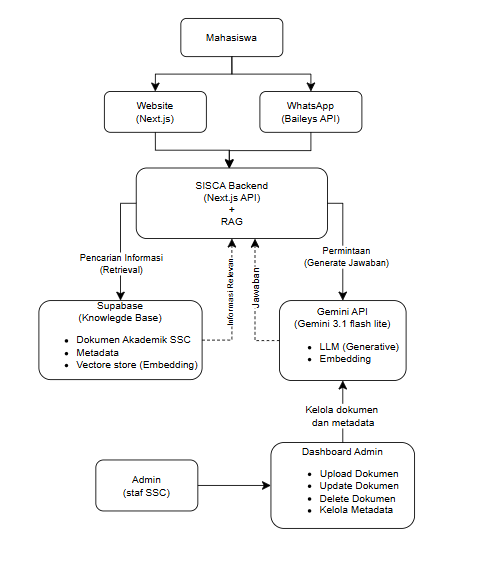 Mahasiswa
Website
(Next.js)
WhatsApp
(Baileys API)
SISCA Backend
(Next.js API)
+
RAG
Pencarian Informasi
(Retrieval)
Informasi Relevan
Jawaban
Permintaan
(Generate Jawaban)
Supabase
(Knowlegde Base)
• Dokumen Akademik SSC
• Metadata
• Vectore store (Embedding)
Gemini API
(Gemini 3.1 flash lite)
• LLM (Generative)
• Embedding
Kelola dokumen
dan metadata
Admin
(staf SSC)
Dashboard Admin
• Upload Dokumen
• Update Dokumen
• Delete Dokumen
• Kelola Metadata